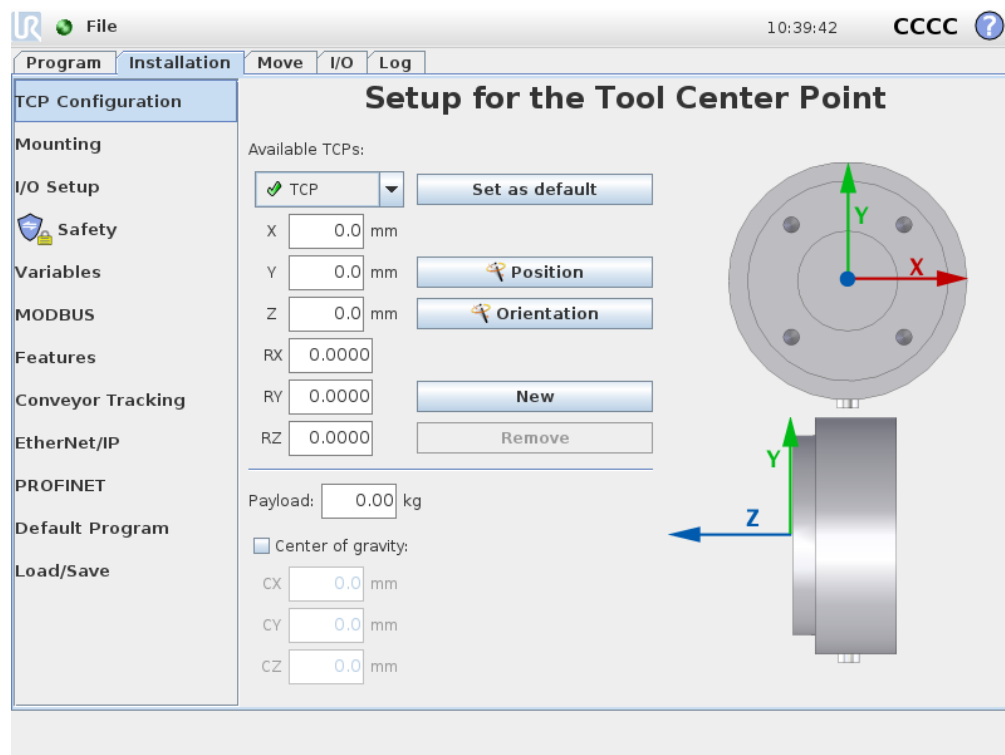 UR File 10:39:42 CCCC ?
Program Installation Move I/O Log
TCP Configuration
Mounting
I/O Setup
Safety
Variables
MODBUS
Features
Conveyor Tracking
EtherNet/IP
PROFINET
Default Program
Load/Save
Setup for the Tool Center Point
Available TCPs:
TCP Set as default
X 0.0 mm
Y 0.0 mm Position
Z 0.0 mm Orientation
RX 0.0000
RY 0.0000 New
RZ 0.0000 Remove
Payload: 0.00 kg
Center of gravity:
CX 0.0 mm
CY 0.0 mm
CZ 0.0 mm
Y
X
Y
Z